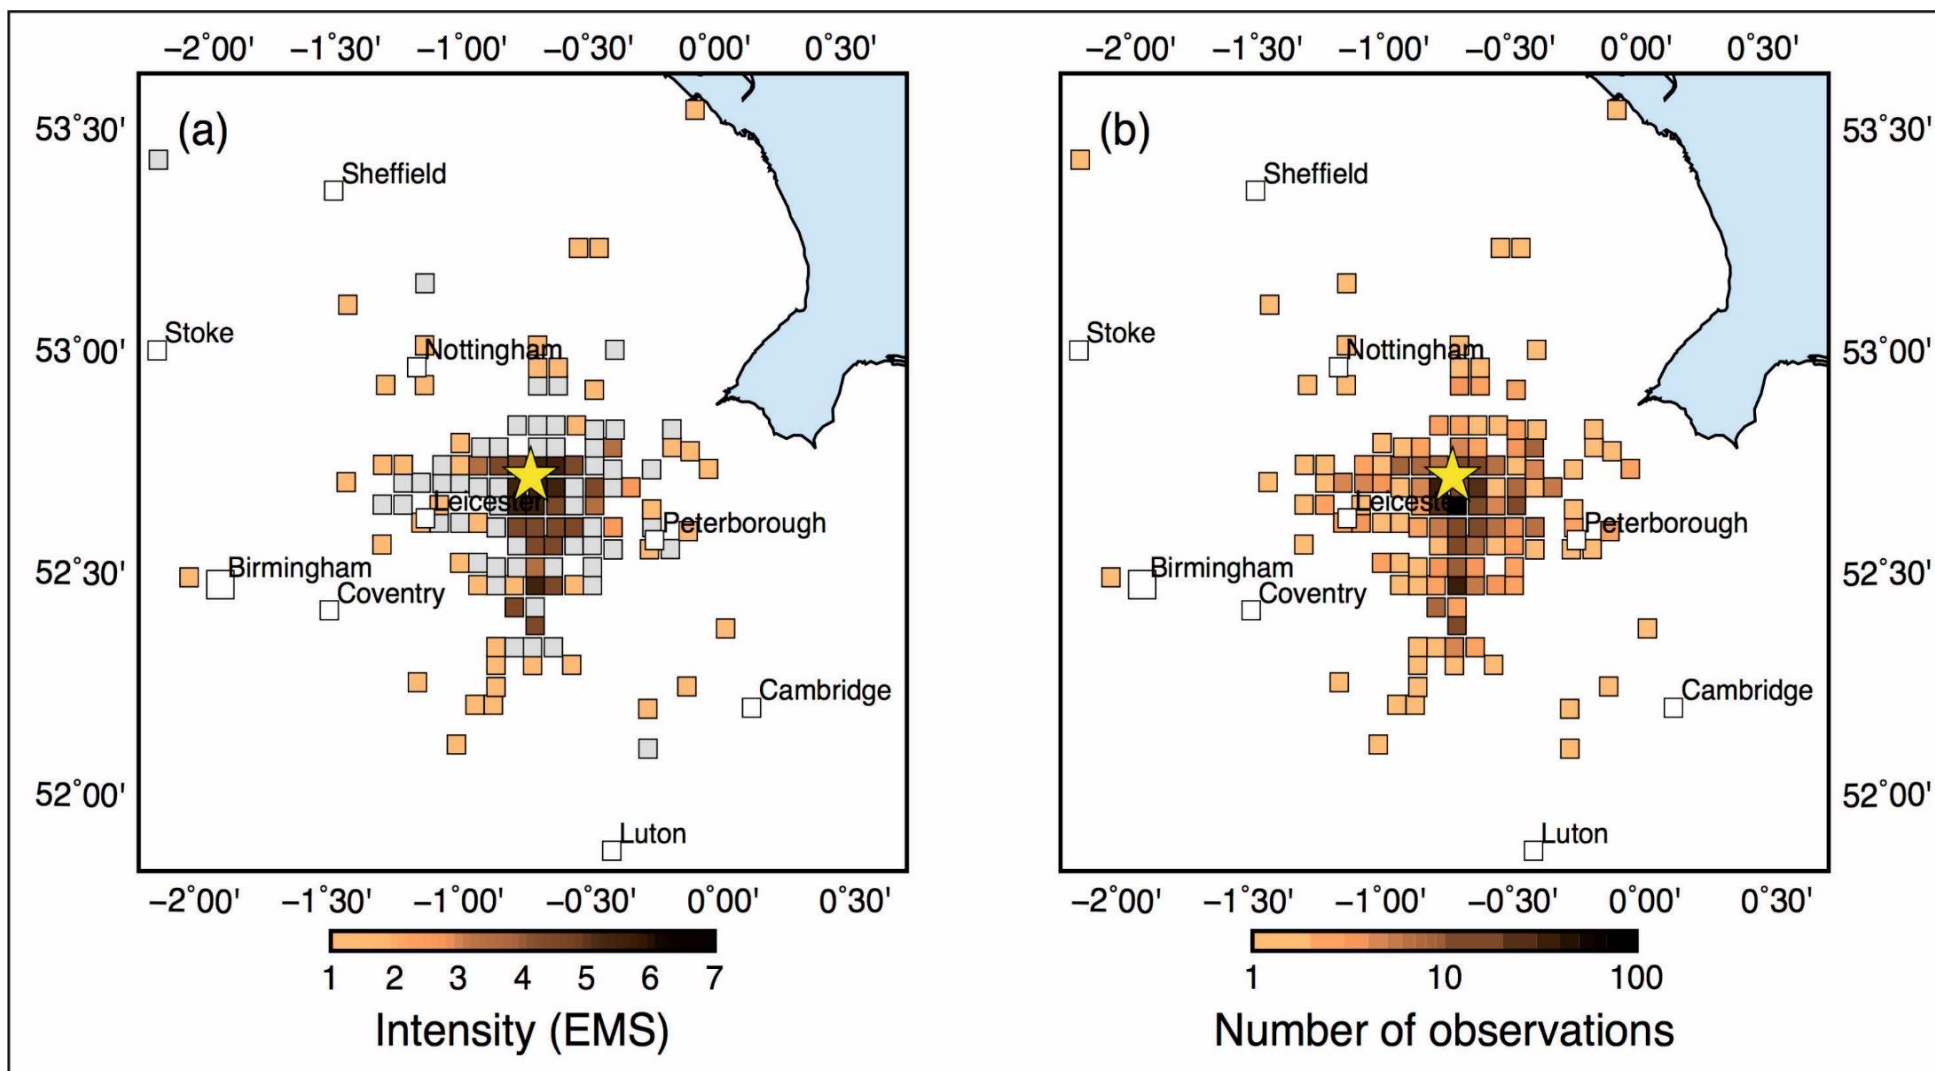 −2˚00' −1˚30' −1˚00' −0˚30' 0˚00' 0˚30'
(a)
53˚30'
Sheffield
Stoke
53˚00'
Nottingham
Leicester
Peterborough
52˚30'
Birmingham
Coventry
Cambridge
52˚00'
Luton
−2˚00' −1˚30' −1˚00' −0˚30' 0˚00' 0˚30'
1 2 3 4 5 6 7
Intensity (EMS)
−2˚00' −1˚30' −1˚00' −0˚30' 0˚00' 0˚30'
(b)
53˚30'
Sheffield
Stoke
53˚00'
Nottingham
Leicester
Peterborough
52˚30'
Birmingham
Coventry
Cambridge
52˚00'
Luton
−2˚00' −1˚30' −1˚00' −0˚30' 0˚00' 0˚30'
1 10 100
Number of observations